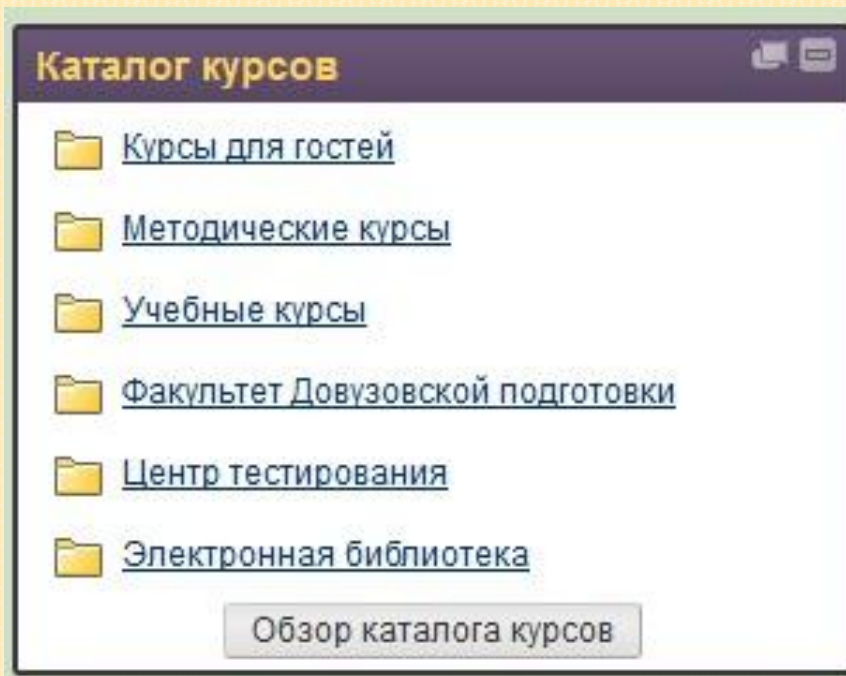 Каталог курсов
Курсы для гостей
Методические курсы
Учебные курсы
Факультет Довузовской подготовки
Центр тестирования
Электронная библиотека
Обзор каталога курсов